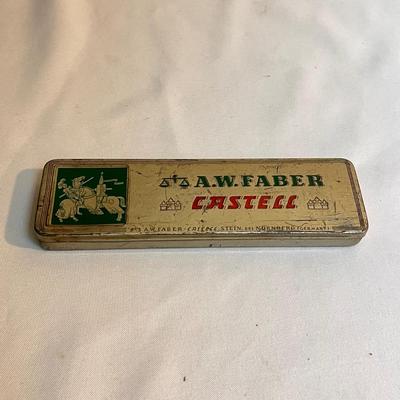 A.W.FABER
CASTELL
A.W.FABER-CASTELL STEIN BEI NÜRNBERG (GERMANY)